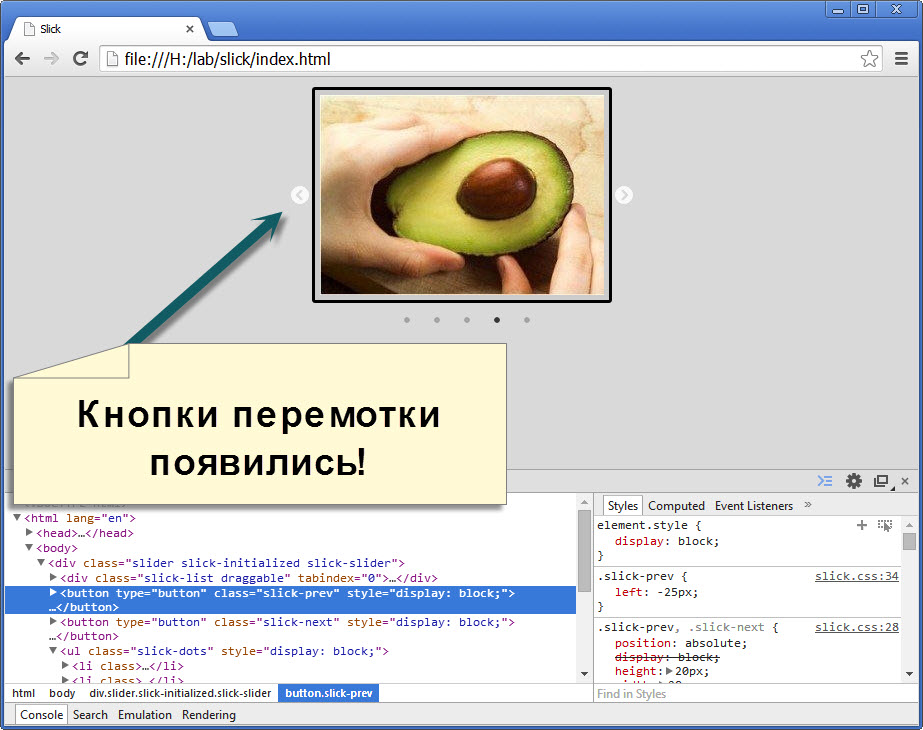 Slick
file:///H:/lab/slick/index.html
Кнопки перемотки
появились!
<html lang="en">
<head>…</head>
<body>
<div class="slider slick-initialized slick-slider">
<div class="slick-list draggable" tabindex="0">…</div>
<button type="button" class="slick-prev" style="display: block;">
…</button>
<button type="button" class="slick-next" style="display: block;">
…</button>
<ul class="slick-dots" style="display: block;">
<li class>…</li>
<li class>…</li>
html body div.slider.slick-initialized.slick-slider button.slick-prev
Styles Computed Event Listeners »
element.style {
display: block;
}
.slick-prev { slick.css:34
left: -25px;
}
.slick-prev, .slick-next { slick.css:28
position: absolute;
display: block;
height: 20px;
Find in Styles
Console Search Emulation Rendering